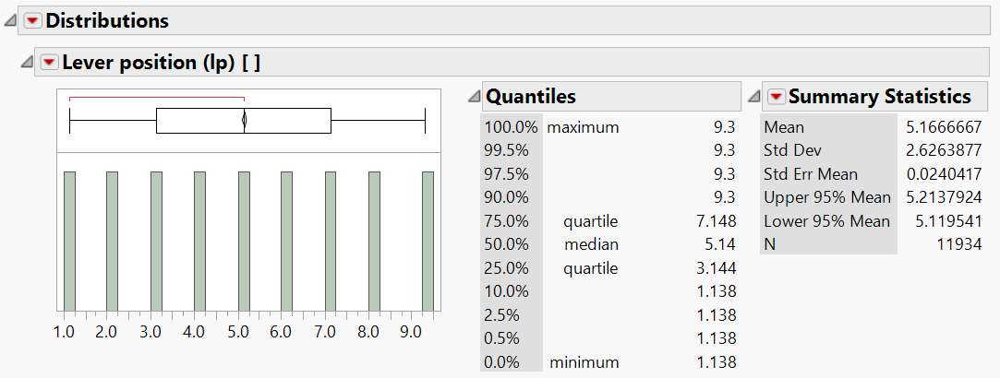 Distributions
Lever position (lp) [ ]
1.0 2.0 3.0 4.0 5.0 6.0 7.0 8.0 9.0
Quantiles
100.0% maximum 9.3
99.5% 9.3
97.5% 9.3
90.0% 9.3
75.0% quartile 7.148
50.0% median 5.14
25.0% quartile 3.144
10.0% 1.138
2.5% 1.138
0.5% 1.138
0.0% minimum 1.138
Summary Statistics
Mean 5.1666667
Std Dev 2.6263877
Std Err Mean 0.0240417
Upper 95% Mean 5.2137924
Lower 95% Mean 5.119541
N 11934